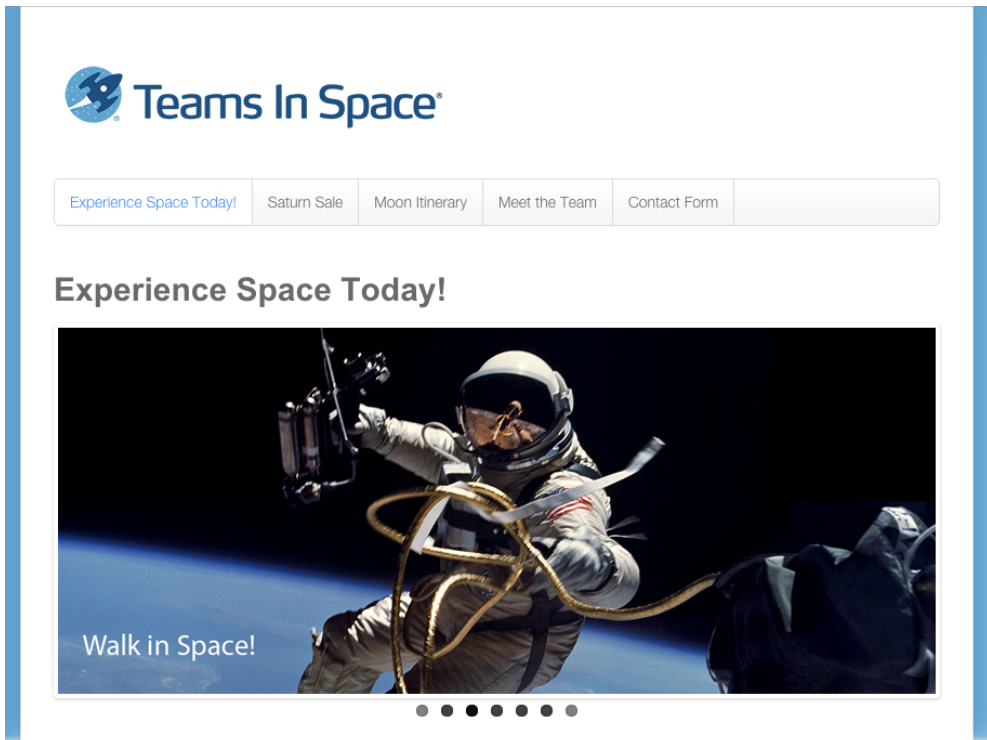 Teams In Space®
Experience Space Today!
Saturn Sale
Moon Itinerary
Meet the Team
Contact Form
Experience Space Today!
Walk in Space!